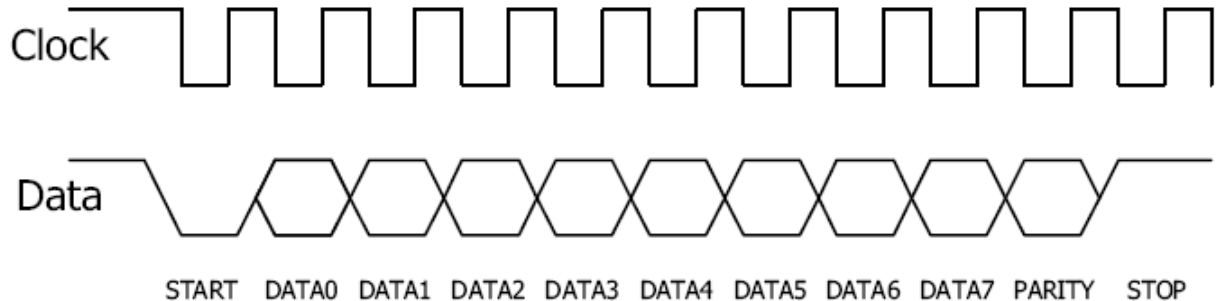 Clock
Data
START DATA0 DATA1 DATA2 DATA3 DATA4 DATA5 DATA6 DATA7 PARITY STOP